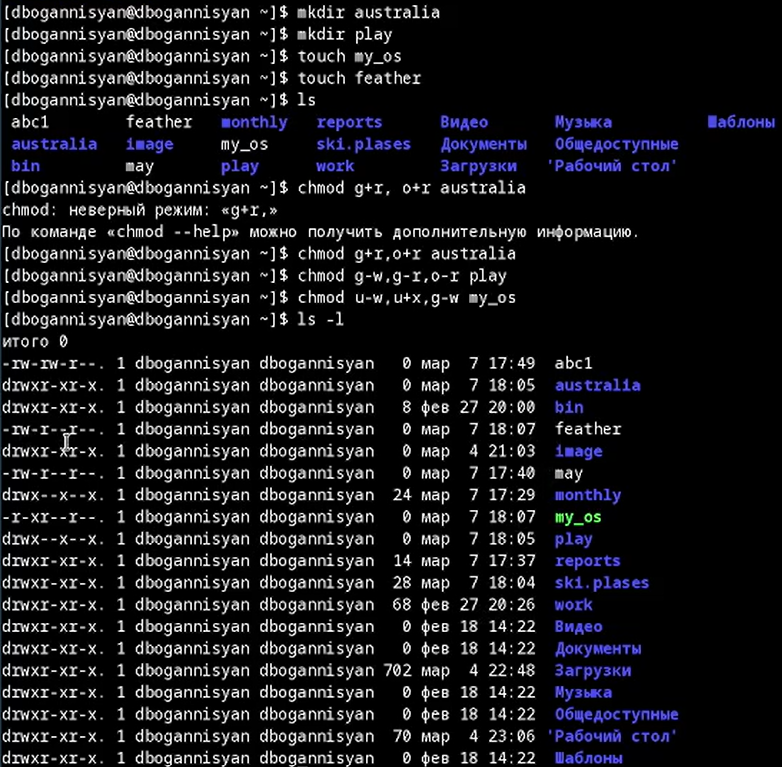 [dbogannisyan@dbogannisyan ~]$ mkdir australia
[dbogannisyan@dbogannisyan ~]$ mkdir play
[dbogannisyan@dbogannisyan ~]$ touch my_os
[dbogannisyan@dbogannisyan ~]$ touch feather
[dbogannisyan@dbogannisyan ~]$ ls
abc1 feather monthly reports Видео Музыка Шаблоны
australia image my_os ski.plases Документы Общедоступные
bin may play work Загрузки 'Рабочий стол'
[dbogannisyan@dbogannisyan ~]$ chmod g+r, o+r australia
chmod: неверный режим: «g+r,»
По команде «chmod --help» можно получить дополнительную информацию.
[dbogannisyan@dbogannisyan ~]$ chmod g+r,o+r australia
[dbogannisyan@dbogannisyan ~]$ chmod g-w,g-r,o-r play
[dbogannisyan@dbogannisyan ~]$ chmod u-w,u+x,g-w my_os
[dbogannisyan@dbogannisyan ~]$ ls -l
итого 0
-rw-rw-r--. 1 dbogannisyan dbogannisyan 0 мар 7 17:49 abc1
drwxr-xr-x. 1 dbogannisyan dbogannisyan 0 мар 7 18:05 australia
drwxr-xr-x. 1 dbogannisyan dbogannisyan 8 фев 27 20:00 bin
-rw-r--r--. 1 dbogannisyan dbogannisyan 0 мар 7 18:07 feather
drwxr-xr-x. 1 dbogannisyan dbogannisyan 0 мар 4 21:03 image
-rw-r--r--. 1 dbogannisyan dbogannisyan 0 мар 7 17:40 may
drwx--x--x. 1 dbogannisyan dbogannisyan 24 мар 7 17:29 monthly
-r-xr--r--. 1 dbogannisyan dbogannisyan 0 мар 7 18:07 my_os
drwx--x--x. 1 dbogannisyan dbogannisyan 0 мар 7 18:05 play
drwxr-xr-x. 1 dbogannisyan dbogannisyan 14 мар 7 17:37 reports
drwxr-xr-x. 1 dbogannisyan dbogannisyan 28 мар 7 18:04 ski.plases
drwxr-xr-x. 1 dbogannisyan dbogannisyan 68 фев 27 20:26 work
drwxr-xr-x. 1 dbogannisyan dbogannisyan 0 фев 18 14:22 Видео
drwxr-xr-x. 1 dbogannisyan dbogannisyan 0 фев 18 14:22 Документы
drwxr-xr-x. 1 dbogannisyan dbogannisyan 702 мар 4 22:48 Загрузки
drwxr-xr-x. 1 dbogannisyan dbogannisyan 0 фев 18 14:22 Музыка
drwxr-xr-x. 1 dbogannisyan dbogannisyan 0 фев 18 14:22 Общедоступные
drwxr-xr-x. 1 dbogannisyan dbogannisyan 70 мар 4 23:06 'Рабочий стол'
drwxr-xr-x. 1 dbogannisyan dbogannisyan 0 фев 18 14:22 Шаблоны